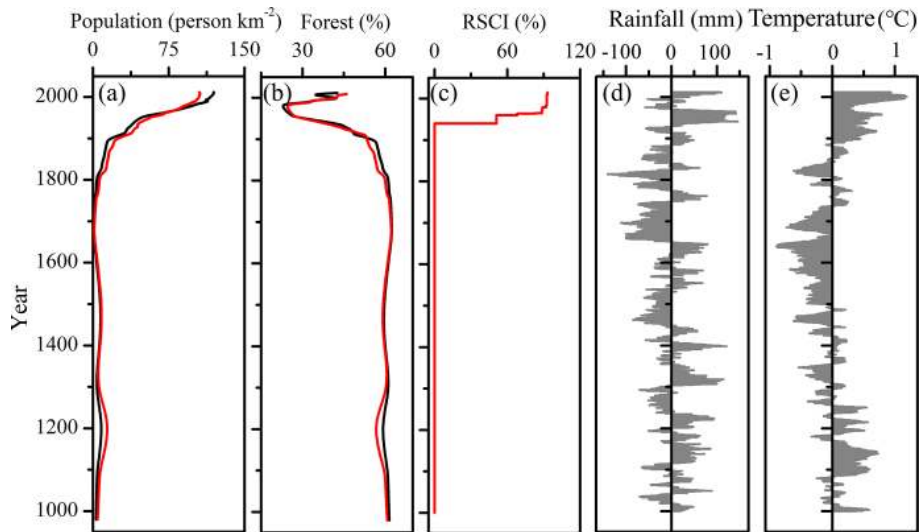 Population (person km⁻²) Forest (%) RSCI (%) Rainfall (mm) Temperature (°C)
0 75 150 30 60 0 60 120 -100 0 100 -1 0 1
(a) (b) (c) (d) (e)
2000
1800
1600
Year
1400
1200
1000